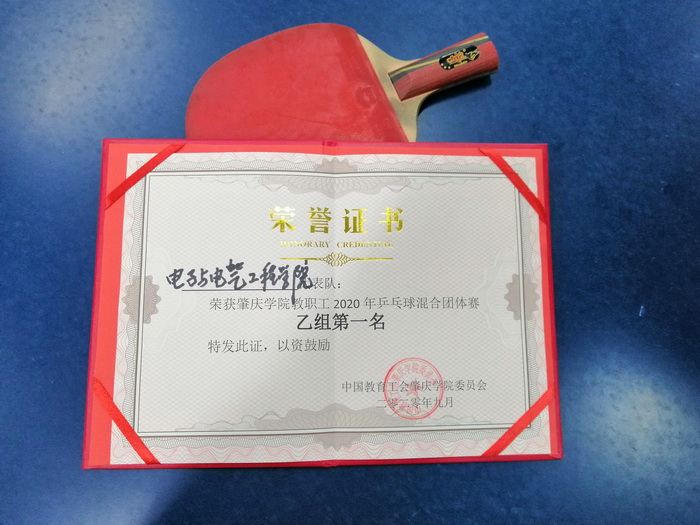 荣誉证书
HONORARY CREDENTIAL
电子与电气工程学院代表队：
荣获肇庆学院教职工2020年乒乓球混合团体赛
乙组第一名
特发此证，以资鼓励
中国教育工会肇庆学院委员会
二零二零年九月